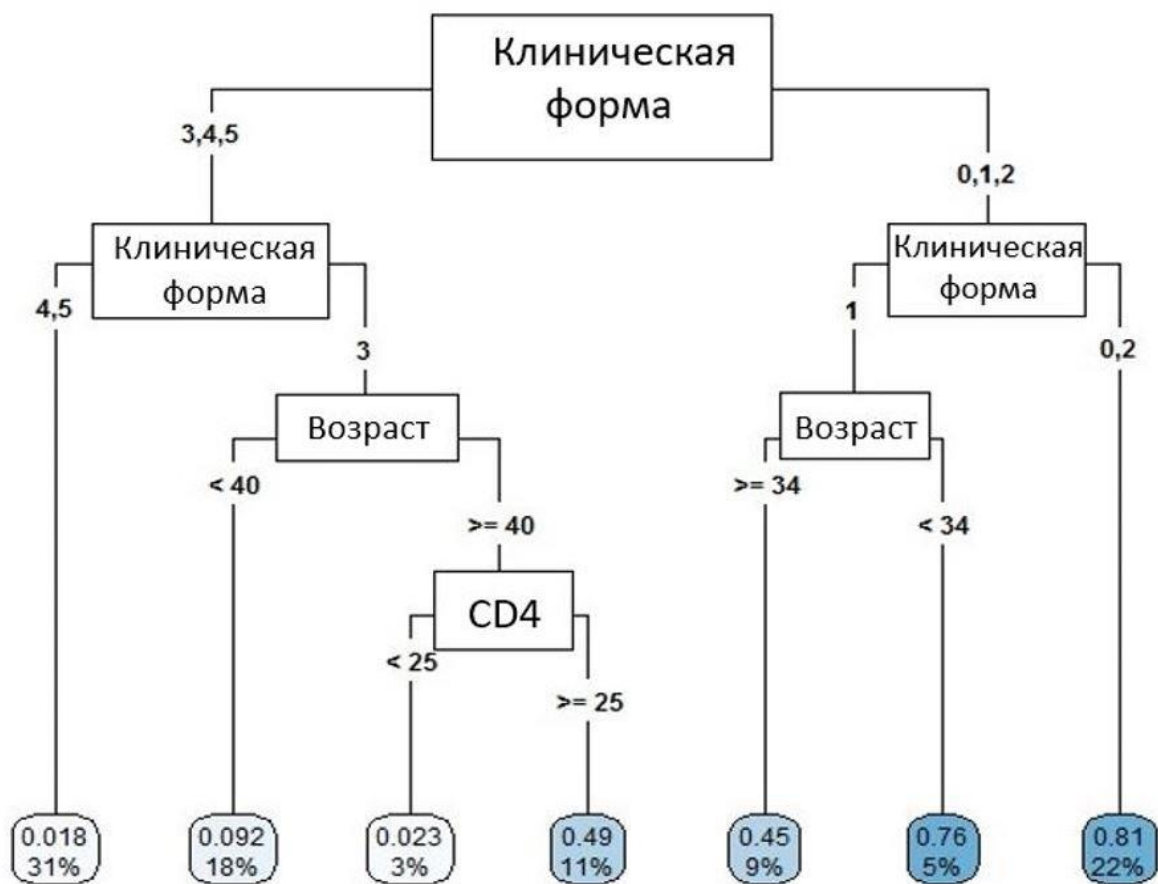 Клиническая
форма
3,4,5
0,1,2
Клиническая
форма
Клиническая
форма
4,5
3
1
0,2
Возраст
Возраст
< 40
>= 40
>= 34
< 34
CD4
< 25
>= 25
0.018
31%
0.092
18%
0.023
3%
0.49
11%
0.45
9%
0.76
5%
0.81
22%